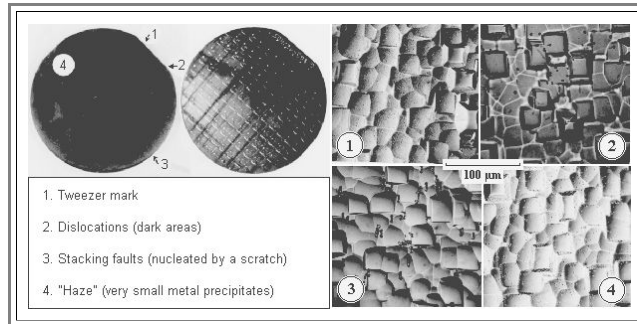 1
2
4
3
1. Tweezer mark
2. Dislocations (dark areas)
3. Stacking faults (nucleated by a scratch)
4. "Haze" (very small metal precipitates)
1
2
100 µm
3
4